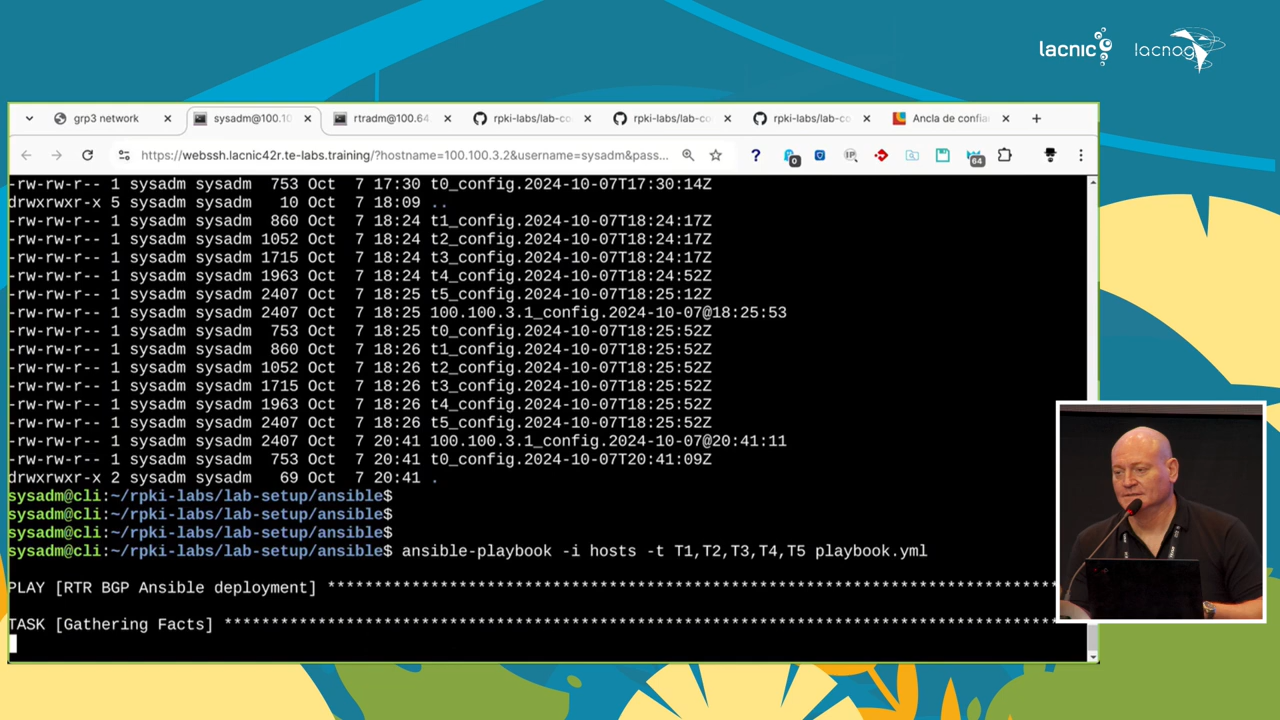 lacnic lacnog
grp3 network
sysadm@100.10
rtradm@100.64
rpki-labs/lab-co
rpki-labs/lab-co
rpki-labs/lab-co
Ancla de confia
https://webssh.lacnic42r.te-labs.training/?hostname=100.100.3.2&username=sysadm&pass...
? 0 IP 64
-rw-rw-r-- 1 sysadm sysadm 753 Oct 7 17:30 t0_config.2024-10-07T17:30:14Z
drwxrwxr-x 5 sysadm sysadm 10 Oct 7 18:09 ..
-rw-rw-r-- 1 sysadm sysadm 860 Oct 7 18:24 t1_config.2024-10-07T18:24:17Z
-rw-rw-r-- 1 sysadm sysadm 1052 Oct 7 18:24 t2_config.2024-10-07T18:24:17Z
-rw-rw-r-- 1 sysadm sysadm 1715 Oct 7 18:24 t3_config.2024-10-07T18:24:17Z
-rw-rw-r-- 1 sysadm sysadm 1963 Oct 7 18:24 t4_config.2024-10-07T18:24:52Z
-rw-rw-r-- 1 sysadm sysadm 2407 Oct 7 18:25 t5_config.2024-10-07T18:25:12Z
-rw-rw-r-- 1 sysadm sysadm 2407 Oct 7 18:25 100.100.3.1_config.2024-10-07@18:25:53
-rw-rw-r-- 1 sysadm sysadm 753 Oct 7 18:25 t0_config.2024-10-07T18:25:52Z
-rw-rw-r-- 1 sysadm sysadm 860 Oct 7 18:26 t1_config.2024-10-07T18:25:52Z
-rw-rw-r-- 1 sysadm sysadm 1052 Oct 7 18:26 t2_config.2024-10-07T18:25:52Z
-rw-rw-r-- 1 sysadm sysadm 1715 Oct 7 18:26 t3_config.2024-10-07T18:25:52Z
-rw-rw-r-- 1 sysadm sysadm 1963 Oct 7 18:26 t4_config.2024-10-07T18:25:52Z
-rw-rw-r-- 1 sysadm sysadm 2407 Oct 7 18:26 t5_config.2024-10-07T18:25:52Z
-rw-rw-r-- 1 sysadm sysadm 2407 Oct 7 20:41 100.100.3.1_config.2024-10-07@20:41:11
-rw-rw-r-- 1 sysadm sysadm 753 Oct 7 20:41 t0_config.2024-10-07T20:41:09Z
drwxrwxr-x 2 sysadm sysadm 69 Oct 7 20:41 .
sysadm@cli:~/rpki-labs/lab-setup/ansible$
sysadm@cli:~/rpki-labs/lab-setup/ansible$
sysadm@cli:~/rpki-labs/lab-setup/ansible$
sysadm@cli:~/rpki-labs/lab-setup/ansible$ ansible-playbook -i hosts -t T1,T2,T3,T4,T5 playbook.yml
PLAY [RTR BGP Ansible deployment] ******************************************************************************
TASK [Gathering Facts] *****************************************************************************************